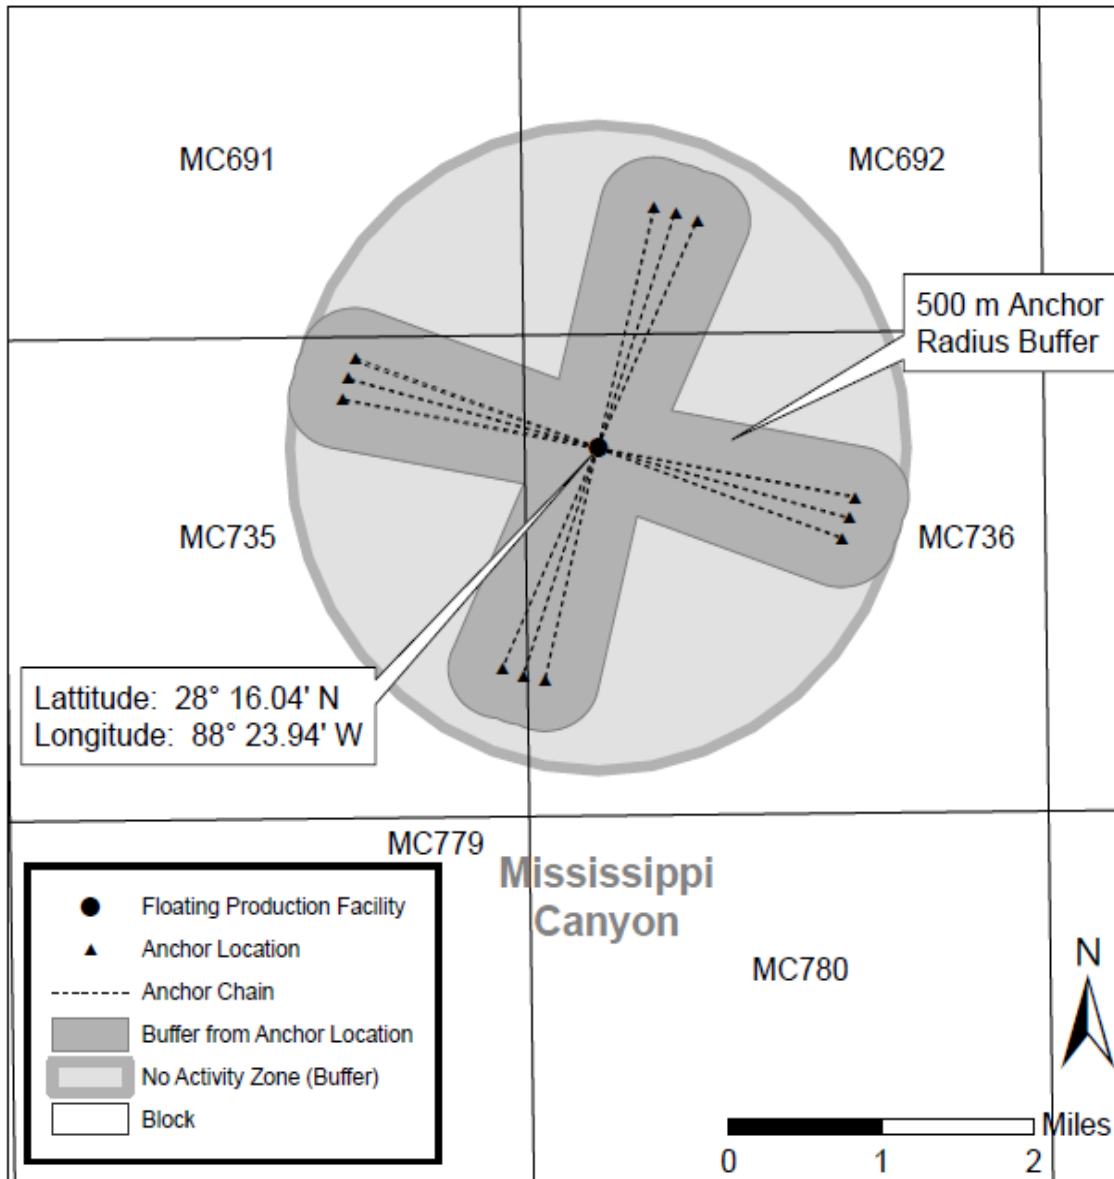 MC691
MC692
500 m Anchor
Radius Buffer
MC735
MC736
Lattitude:  28° 16.04' N
Longitude:  88° 23.94' W
MC779
Mississippi
Canyon
MC780
Floating Production Facility
Anchor Location
Anchor Chain
Buffer from Anchor Location
No Activity Zone (Buffer)
Block
N
Miles
0 1 2